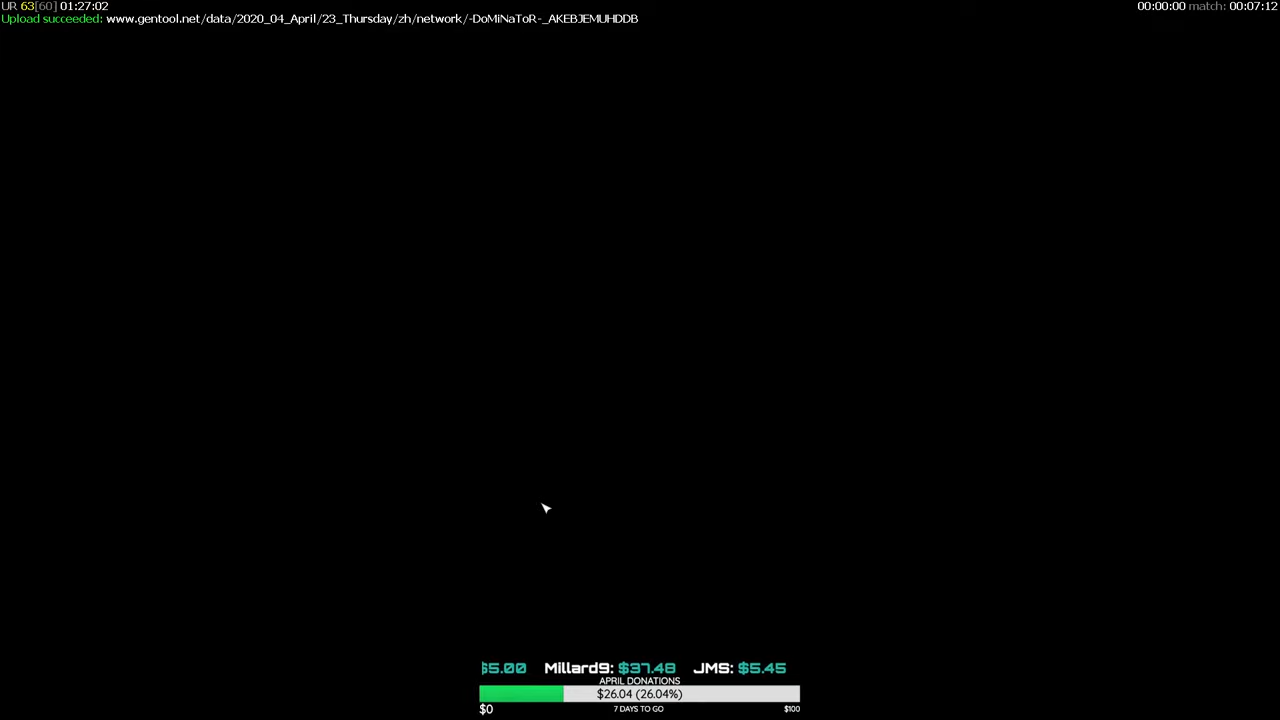 UR 63[60] 01:27:02
00:00:00 match: 00:07:12
Upload succeeded: www.gentool.net/data/2020_04_April/23_Thursday/zh/network/-DoMiNaToR-_AKEBJEMUHDDB
$5.00 Millard9: $37.48 JMS: $5.45
APRIL DONATIONS
$26.04 (26.04%)
$0 7 DAYS TO GO $100